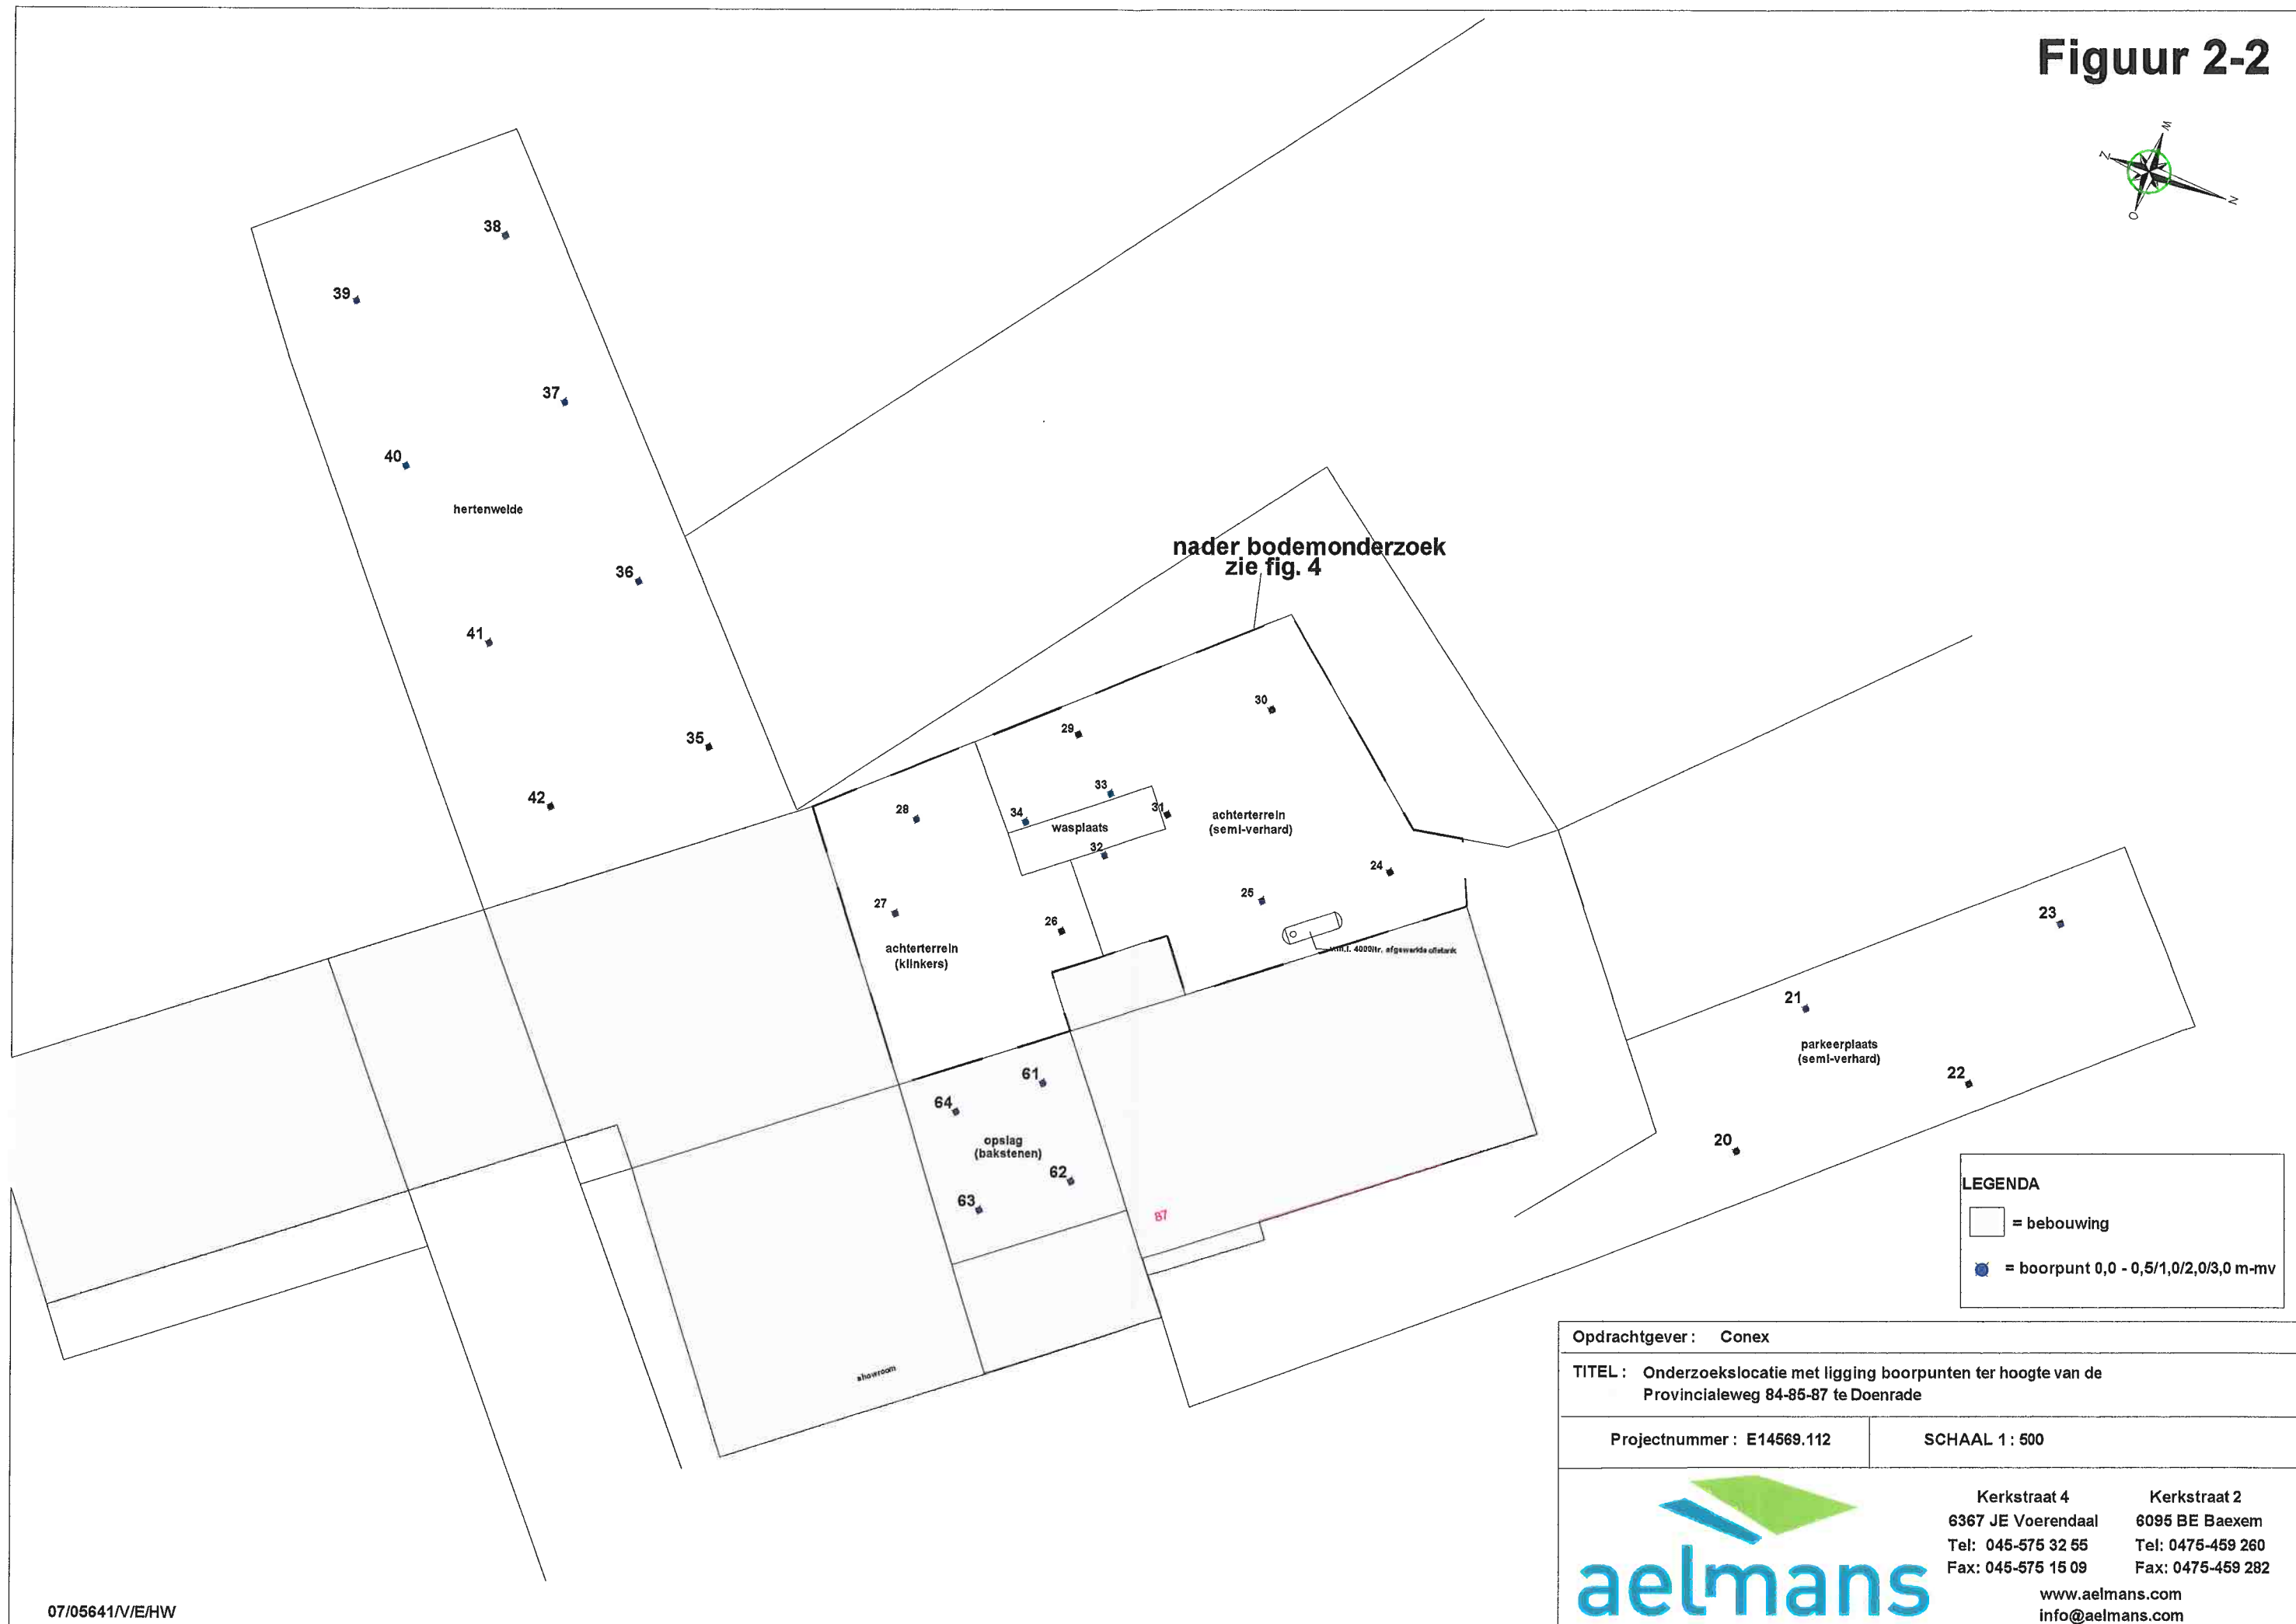 Figuur 2-2
W
Z
N
O
38
39
37
40
hertenweide
36
41
35
42
nader bodemonderzoek
zie fig. 4
30
29
33
28
34
31
wasplaats
achterterrein
(semi-verhard)
32
24
25
27
26
achterterrein
(klinkers)
4000ltr. afgewerkte olietank
23
21
parkeerplaats
(semi-verhard)
22
20
61
64
opslag
(bakstenen)
62
63
87
showroom
LEGENDA
= bebouwing
= boorpunt 0,0 - 0,5/1,0/2,0/3,0 m-mv
Opdrachtgever : Conex
TITEL : Onderzoekslocatie met ligging boorpunten ter hoogte van de
Provincialeweg 84-85-87 te Doenrade
Projectnummer : E14569.112
SCHAAL 1 : 500
aelmans
Kerkstraat 4
6367 JE Voerendaal
Tel: 045-575 32 55
Fax: 045-575 15 09
Kerkstraat 2
6095 BE Baexem
Tel: 0475-459 260
Fax: 0475-459 282
www.aelmans.com
info@aelmans.com
07/05641/V/E/HW